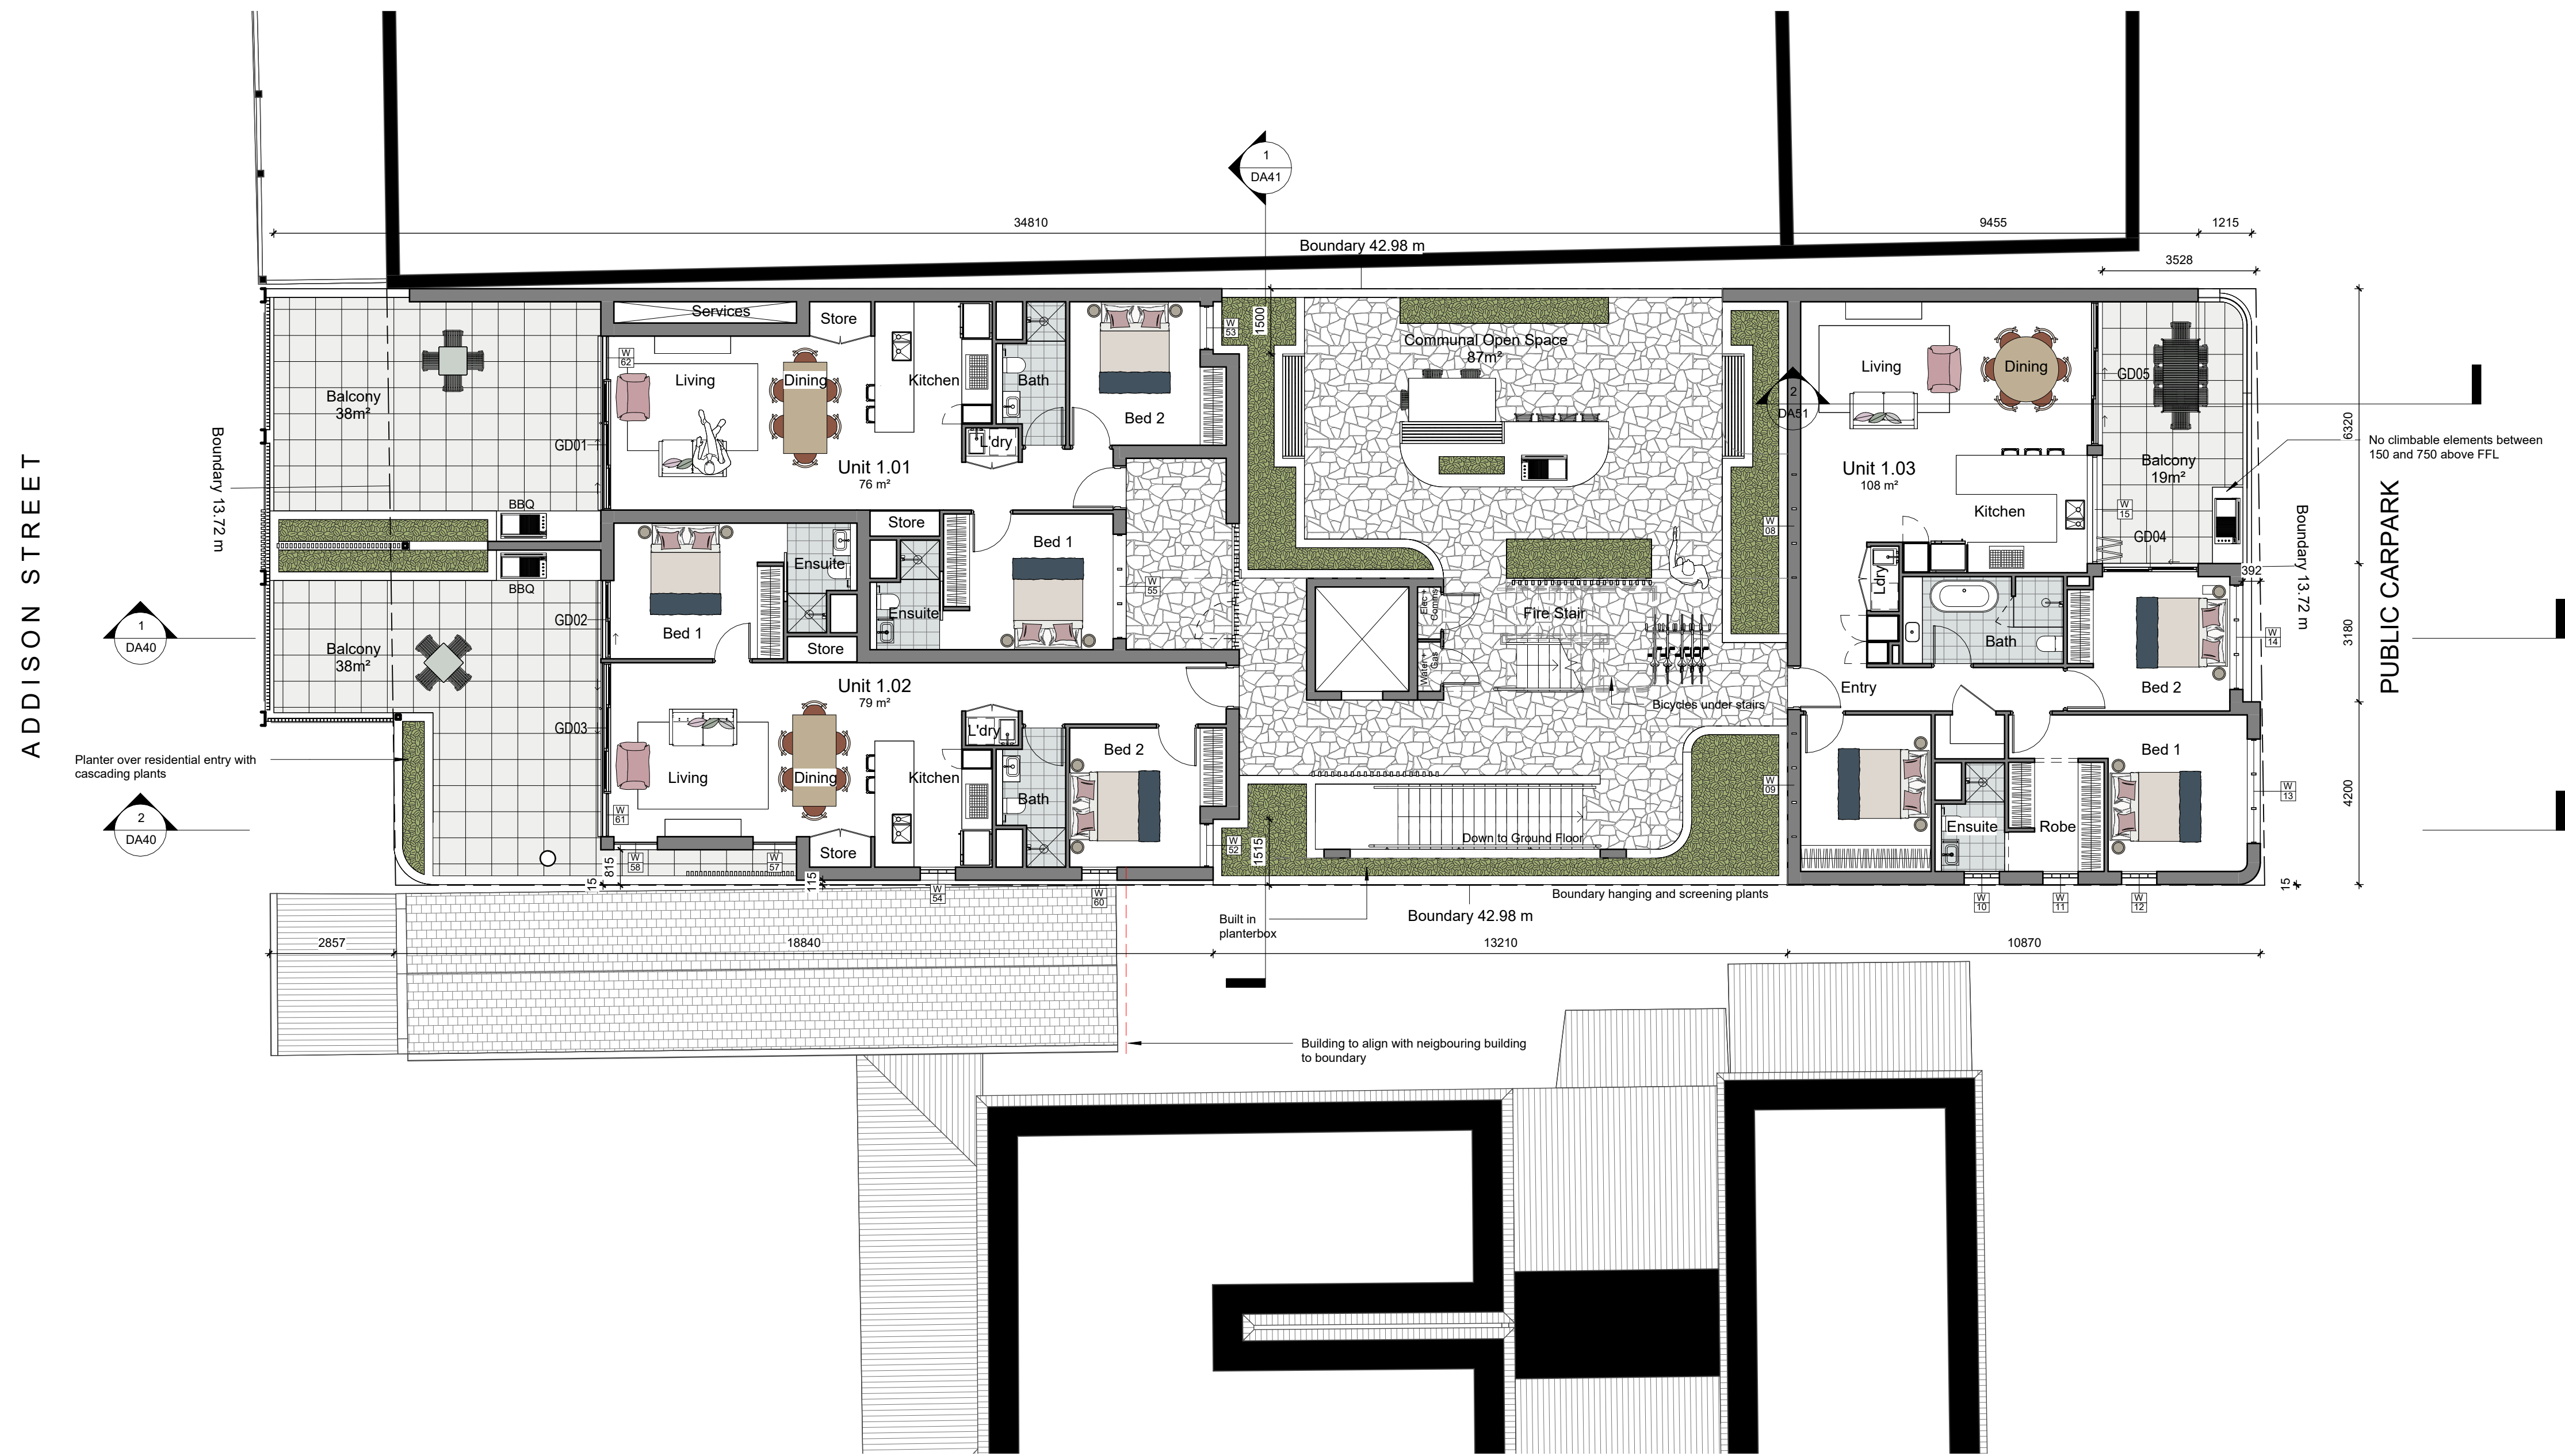 1
DA41
34810
9455
1215
Boundary 42.98 m
3528
Services
Store
W
53
1500
Communal Open Space
87m²
W
62
Living
Dining
Kitchen
Bath
Bed 2
Living
Dining
GD05
Balcony
38m²
2
DA51
6320
No climbable elements between
150 and 750 above FFL
GD01
L'dry
Unit 1.01
76 m²
Unit 1.03
108 m²
Balcony
19m²
Boundary 13.72 m
ADDISON STREET
BBQ
Store
Bed 1
W
08
Kitchen
W
15
GD04
PUBLIC CARPARK
Boundary 13.72 m
Ensuite
BBQ
W
55
Elec +
Comms
L'dry
392
Ensuite
Fire Stair
GD02
Bed 1
1
DA40
Balcony
38m²
Store
Water+
Gas
Bath
3180
W
14
Unit 1.02
79 m²
Entry
Bed 2
Bicycles under stairs
GD03
L'dry
Bed 2
Bed 1
Planter over residential entry with
cascading plants
Living
Dining
Kitchen
Bath
W
09
W
13
4200
2
DA40
W
61
Ensuite
Robe
Store
W
52
1515
Down to Ground Floor
W
58
W
57
815
15
115
W
54
W
60
15
Boundary hanging and screening plants
W
10
W
11
W
12
Built in
planterbox
Boundary 42.98 m
2857
18840
13210
10870
Building to align with neigbouring building
to boundary